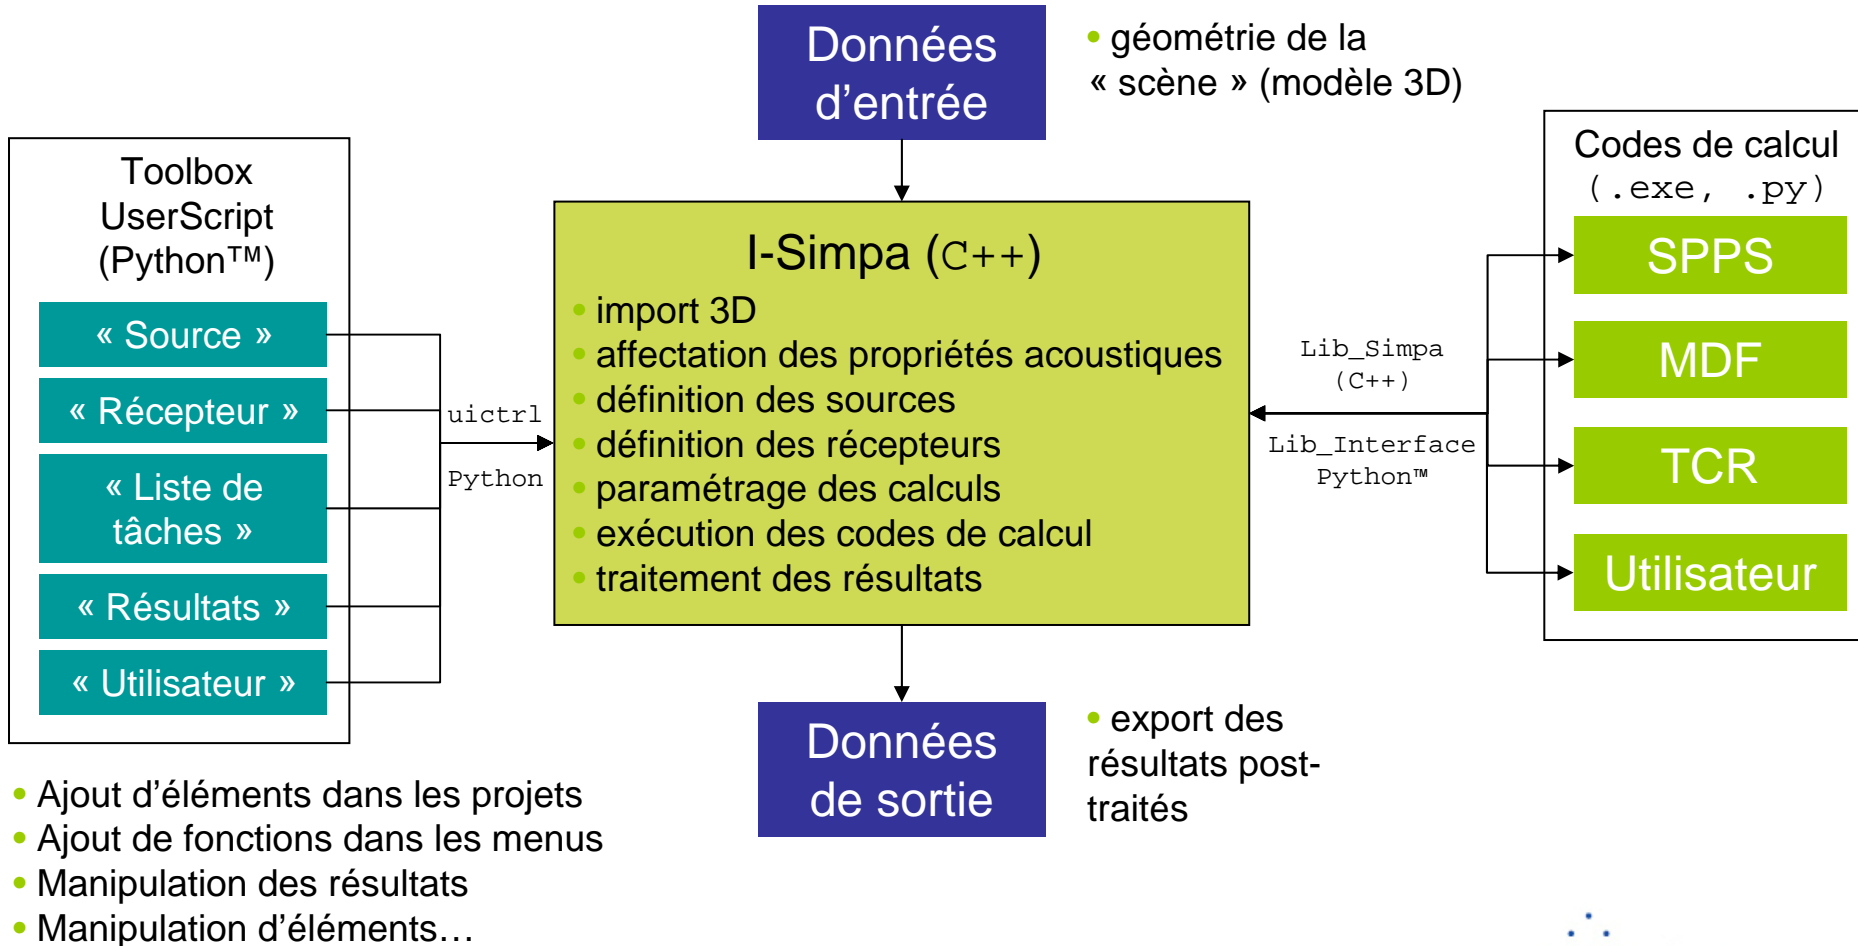 Données
d'entrée
• géométrie de la
« scène » (modèle 3D)
Toolbox
UserScript
(Python™)
« Source »
« Récepteur »
« Liste de
tâches »
« Résultats »
« Utilisateur »
uictrl
Python
I-Simpa (C++)
• import 3D
• affectation des propriétés acoustiques
• définition des sources
• définition des récepteurs
• paramétrage des calculs
• exécution des codes de calcul
• traitement des résultats
Lib_Simpa
(C++)
Lib_Interface
Python™
Codes de calcul
(.exe, .py)
SPPS
MDF
TCR
Utilisateur
Données
de sortie
• export des
résultats post-
traités
• Ajout d'éléments dans les projets
• Ajout de fonctions dans les menus
• Manipulation des résultats
• Manipulation d'éléments…